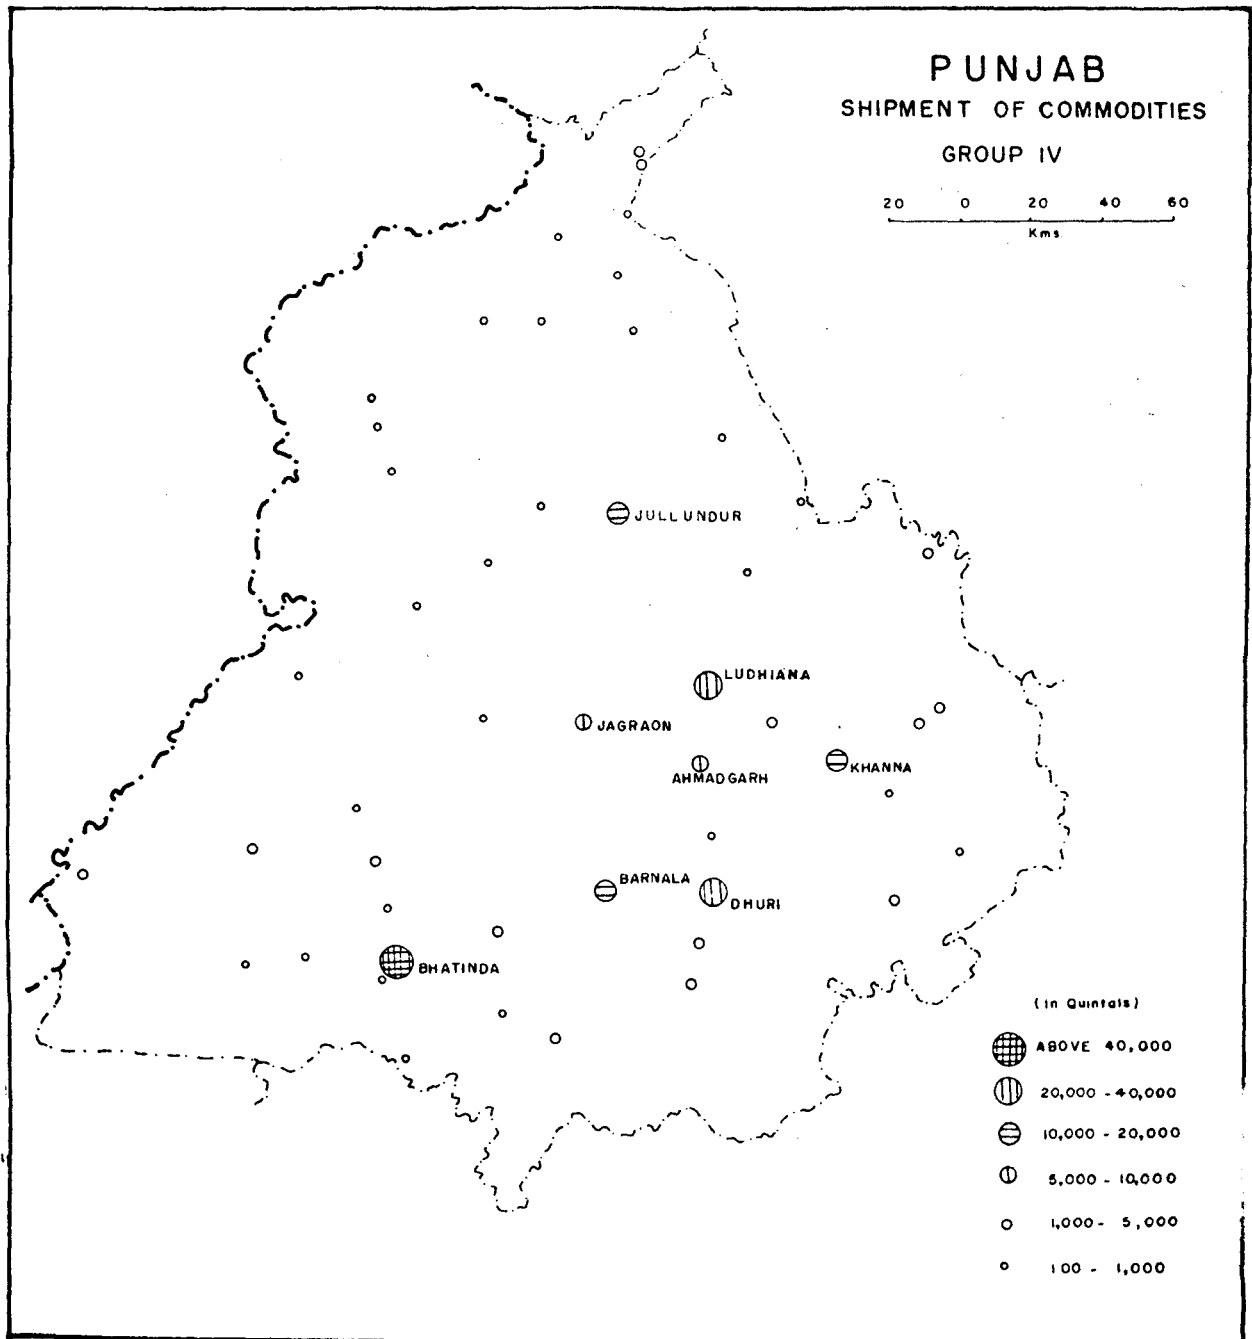 PUNJAB
SHIPMENT OF COMMODITIES
GROUP IV
20 0 20 40 60
Kms
JULLUNDUR
LUDHIANA
JAGRAON
AHMADGARH
KHANNA
BARNALA
DHURI
BHATINDA
(In Quintals)
ABOVE 40,000
20,000 - 40,000
10,000 - 20,000
5,000 - 10,000
1,000 - 5,000
100 - 1,000